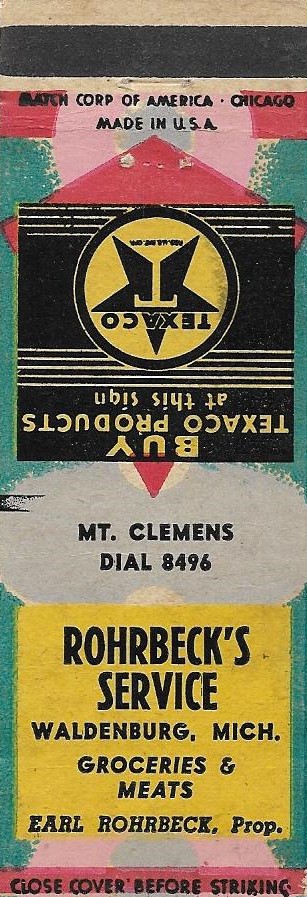 MATCH CORP OF AMERICA · CHICAGO
MADE IN U.S.A.
BUY
TEXACO PRODUCTS
at this sign
TEXACO
T
MT. CLEMENS
DIAL 8496
ROHRBECK'S
SERVICE
WALDENBURG, MICH.
GROCERIES &
MEATS
EARL ROHRBECK, Prop.
CLOSE COVER BEFORE STRIKING